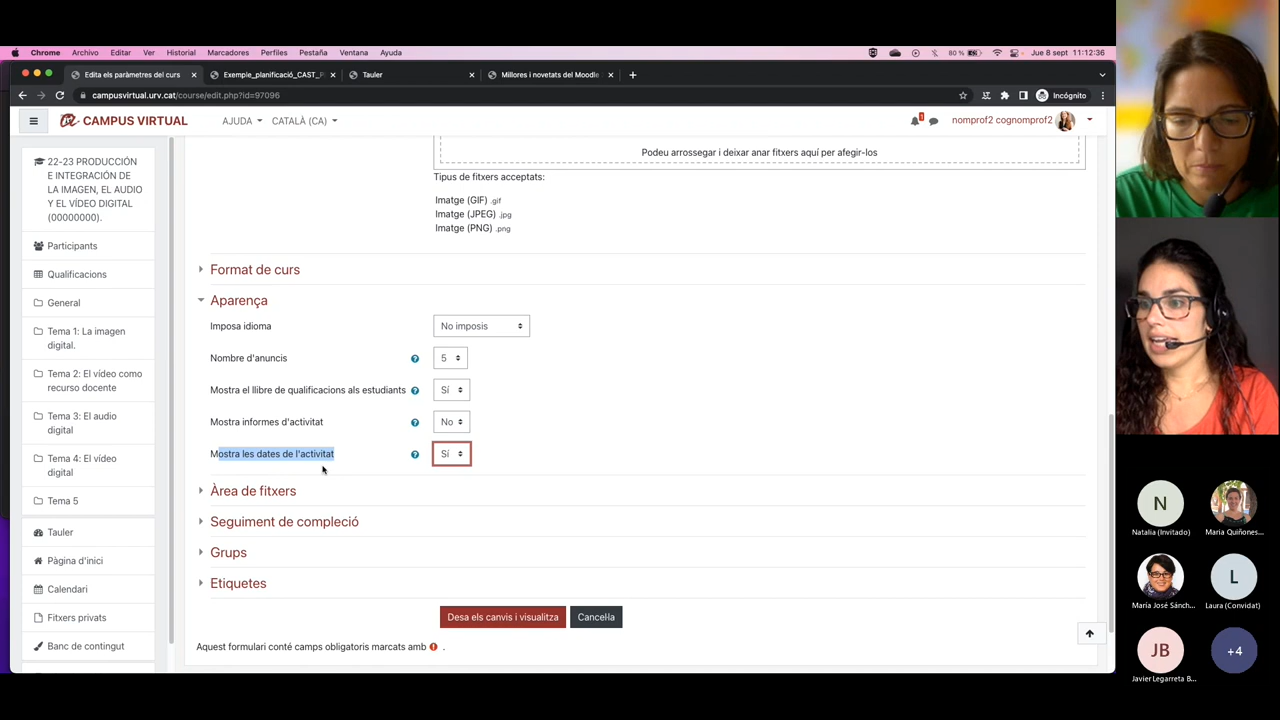 Chrome Arxiu Editar Ver Historial Marcadores Perfiles Pestaña Ventana Ayuda 80 % Jue 8 sept 11:12:36
Edita els paràmetres del curs Exemple_planificació_CAST_P Tauler Millores i novetats del Moodle
campusvirtual.urv.cat/course/edit.php?id=97096 Incógnito
CAMPUS VIRTUAL AJUDA CATALÀ (CA) 1 nomprof2 cognomprof2
22-23 PRODUCCIÓN
E INTEGRACIÓN
DE LA IMAGEN, EL AUDIO
Y EL VÍDEO DIGITAL
(00000000).
Participants
Qualificacions
General
Tema 1: La imagen
digital.
Tema 2: El vídeo como
recurso docente
Tema 3: El audio
digital
Tema 4: El vídeo
digital
Tema 5
Tauler
Pàgina d'inici
Calendari
Fitxers privats
Banc de contingut
Podeu arrossegar i deixar anar fitxers aquí per afegir-los
Tipus de fitxers acceptats:
Imatge (GIF) .gif
Imatge (JPEG) .jpg
Imatge (PNG) .png
Format de curs
Aparença
Imposa idioma No imposis
Nombre d'anuncis 5
Mostra el llibre de qualificacions als estudiants Sí
Mostra informes d'activitat No
Mostra les dates de l'activitat Sí
Àrea de fitxers
Seguiment de compleció
Grups
Etiquetes
Desa els canvis i visualitza Cancella
Aquest formulari conté camps obligatoris marcats amb .
N
Natalia (Invitado) Maria Quiñones...
L
María José Sánch... Laura (Convidat)
JB +4
Javier Legarreta B...